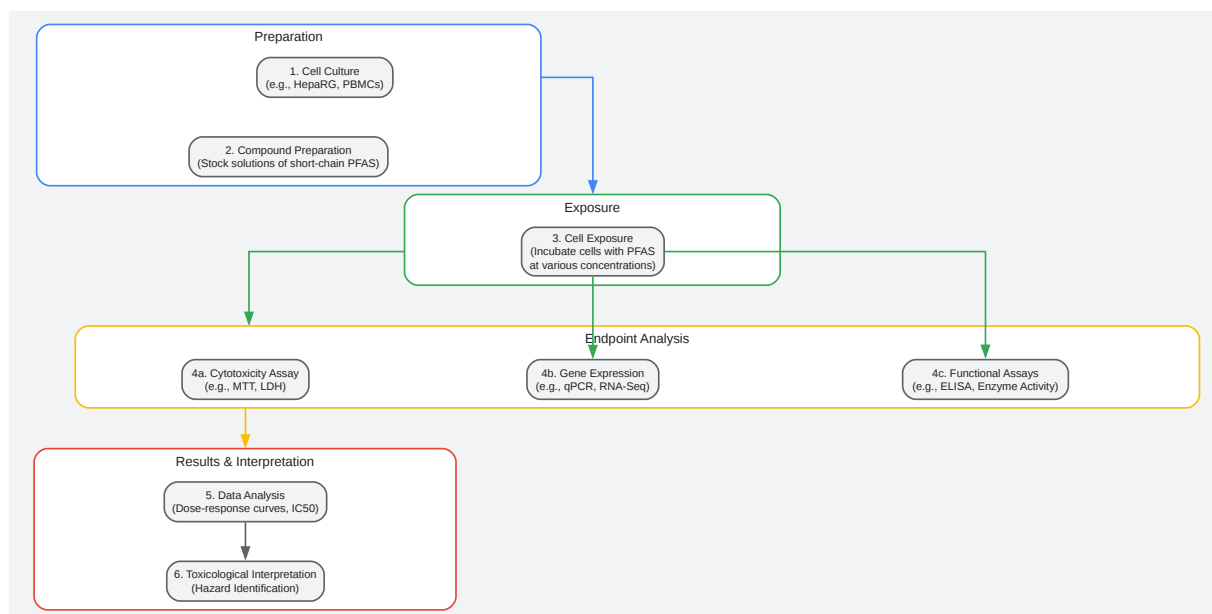 Preparation
1. Cell Culture
(e.g., HepaRG, PBMCs)
2. Compound Preparation
(Stock solutions of short-chain PFAS)
Exposure
3. Cell Exposure
(Incubate cells with PFAS
at various concentrations)
Endpoint Analysis
4a. Cytotoxicity Assay
(e.g., MTT, LDH)
4b. Gene Expression
(e.g., qPCR, RNA-Seq)
4c. Functional Assays
(e.g., ELISA, Enzyme Activity)
Results & Interpretation
5. Data Analysis
(Dose-response curves, IC50)
6. Toxicological Interpretation
(Hazard Identification)